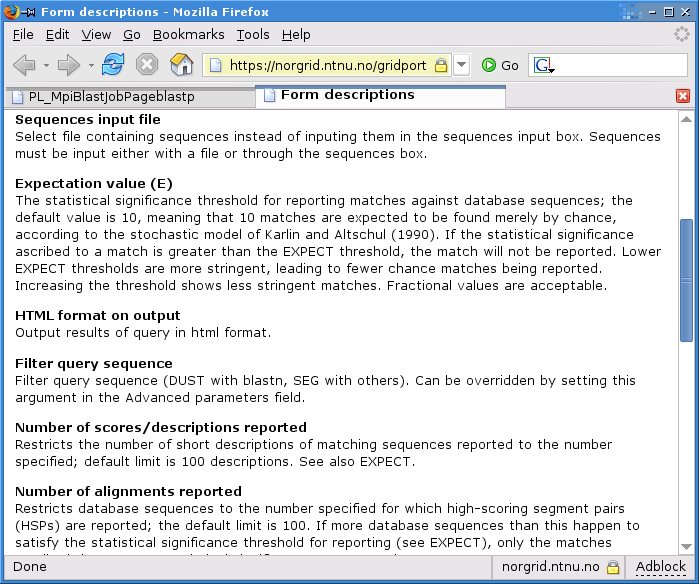 Form descriptions - Mozilla Firefox
File Edit View Go Bookmarks Tools Help
https://norgrid.ntnu.no/gridport Go G
PL_MpiBlastJobPageblastp Form descriptions
Sequences input file
Select file containing sequences instead of inputing them in the sequences input box. Sequences
must be input either with a file or through the sequences box.
Expectation value (E)
The statistical significance threshold for reporting matches against database sequences; the
default value is 10, meaning that 10 matches are expected to be found merely by chance,
according to the stochastic model of Karlin and Altschul (1990). If the statistical significance
ascribed to a match is greater than the EXPECT threshold, the match will not be reported. Lower
EXPECT thresholds are more stringent, leading to fewer chance matches being reported.
Increasing the threshold shows less stringent matches. Fractional values are acceptable.
HTML format on output
Output results of query in html format.
Filter query sequence
Filter query sequence (DUST with blastn, SEG with others). Can be overridden by setting this
argument in the Advanced parameters field.
Number of scores/descriptions reported
Restricts the number of short descriptions of matching sequences reported to the number
specified; default limit is 100 descriptions. See also EXPECT.
Number of alignments reported
Restricts database sequences to the number specified for which high-scoring segment pairs
(HSPs) are reported; the default limit is 100. If more database sequences than this happen to
satisfy the statistical significance threshold for reporting (see EXPECT), only the matches
Done norgrid.ntnu.no Adblock